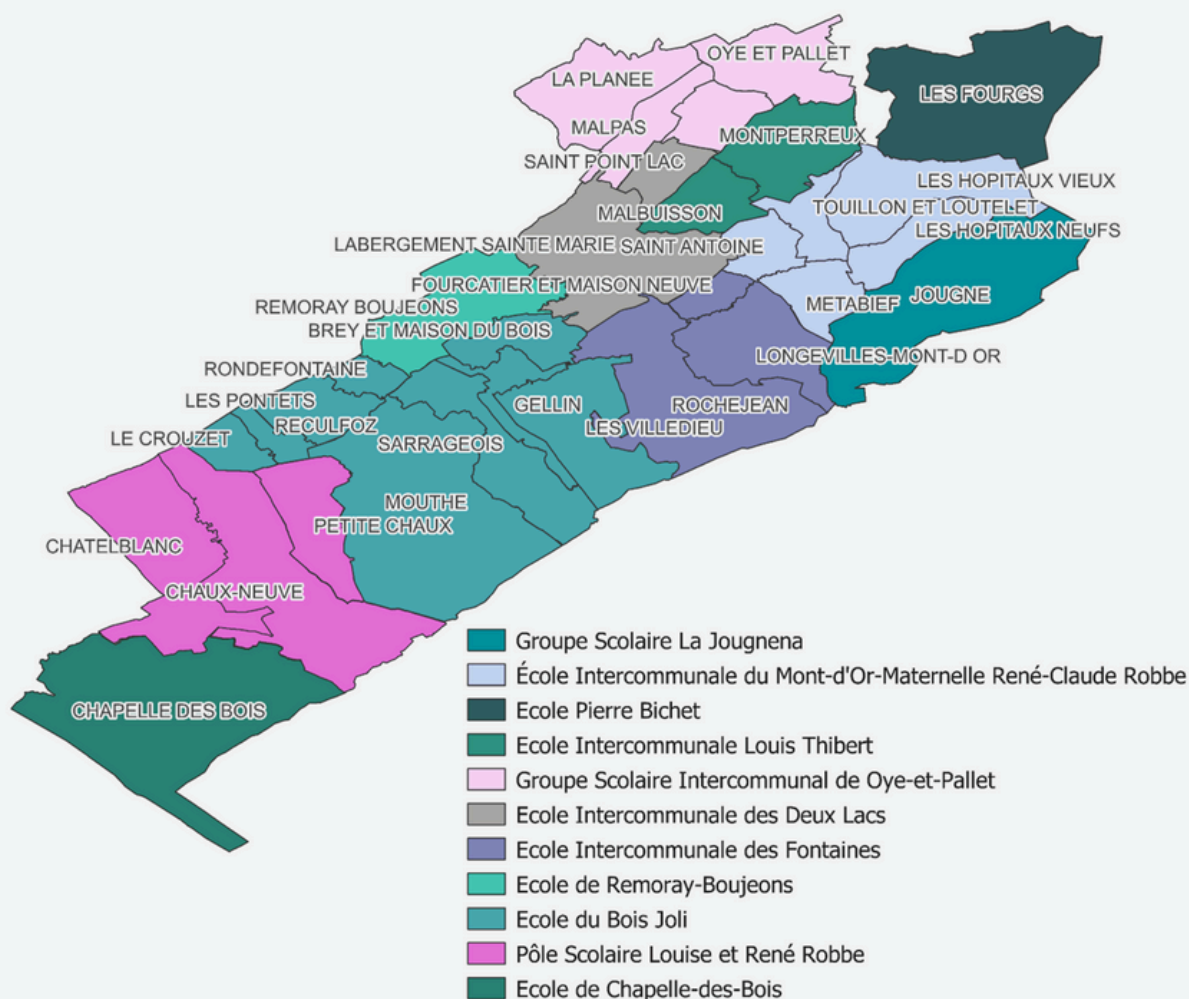 OYE ET PALLET
LA PLANEE
LES FOURGS
MALPAS
MONTPERREUX
SAINT POINT LAC
LES HOPITAUX VIEUX
TOUILLON ET LOUTELET
MALBUISSON
LES HOPITAUX NEUFS
LABERGEMENT SAINTE MARIE
SAINT ANTOINE
FOURCATIER ET MAISON NEUVE
JOUGNE
METABIEF
REMORAY BOUJEONS
BREY ET MAISON DU BOIS
LONGEVILLES-MONT-D OR
RONDEFONTAINE
LES PONTETS
GELLIN
ROCHEJEAN
RECULFOZ
LES VILLEDIEU
LE CROUZET
SARRAGEOIS
MOUTHE
PETITE CHAUX
CHATELBLANC
CHAUX-NEUVE
CHAPELLE DES BOIS
Groupe Scolaire La Jougnena
École Intercommunale du Mont-d'Or-Maternelle René-Claude Robbe
Ecole Pierre Bichet
Ecole Intercommunale Louis Thibert
Groupe Scolaire Intercommunal de Oye-et-Pallet
Ecole Intercommunale des Deux Lacs
Ecole Intercommunale des Fontaines
Ecole de Remoray-Boujeons
Ecole du Bois Joli
Pôle Scolaire Louise et René Robbe
Ecole de Chapelle-des-Bois